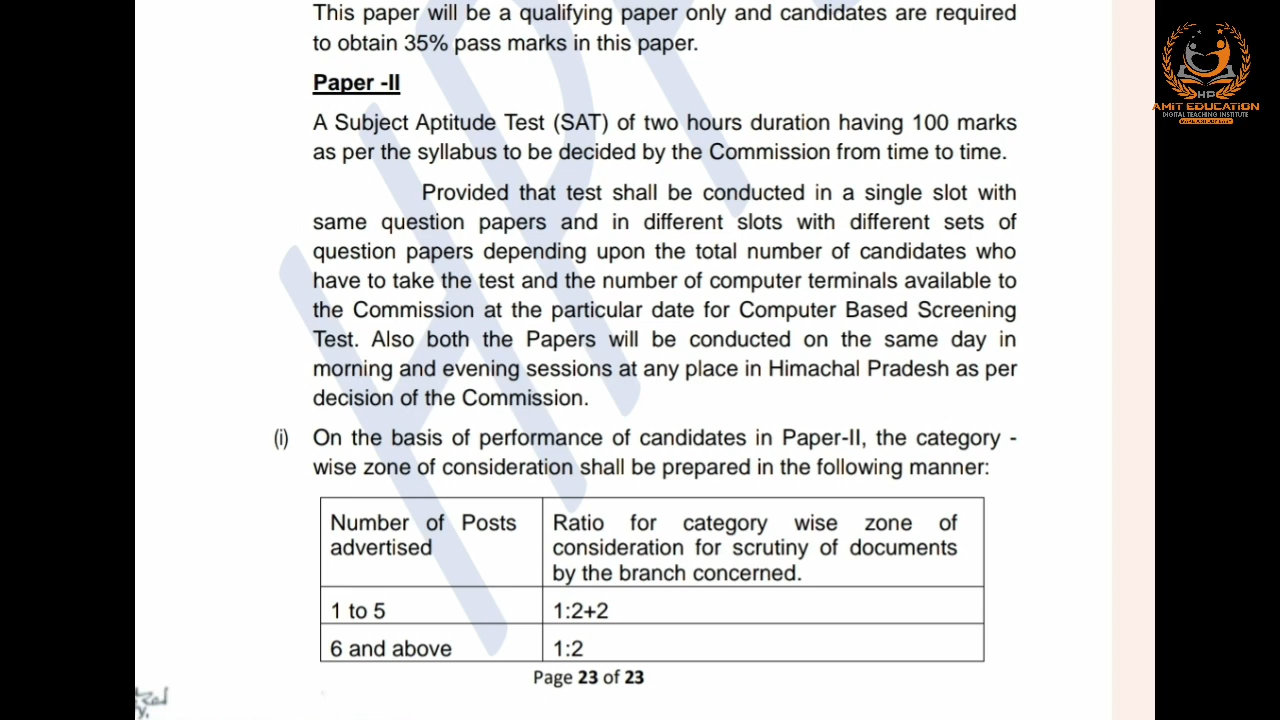 This paper will be a qualifying paper only and candidates are required
to obtain 35% pass marks in this paper.
Paper -II
A Subject Aptitude Test (SAT) of two hours duration having 100 marks
as per the syllabus to be decided by the Commission from time to time.
Provided that test shall be conducted in a single slot with
same question papers and in different slots with different sets of
question papers depending upon the total number of candidates who
have to take the test and the number of computer terminals available to
the Commission at the particular date for Computer Based Screening
Test. Also both the Papers will be conducted on the same day in
morning and evening sessions at any place in Himachal Pradesh as per
decision of the Commission.
(i) On the basis of performance of candidates in Paper-II, the category -
wise zone of consideration shall be prepared in the following manner:
Number of Posts advertised
Ratio for category wise zone of
consideration for scrutiny of documents
by the branch concerned.
1 to 5 1:2+2
6 and above 1:2
Page 23 of 23
HP
AMIT EDUCATION
DIGITAL TEACHING INSTITUTE